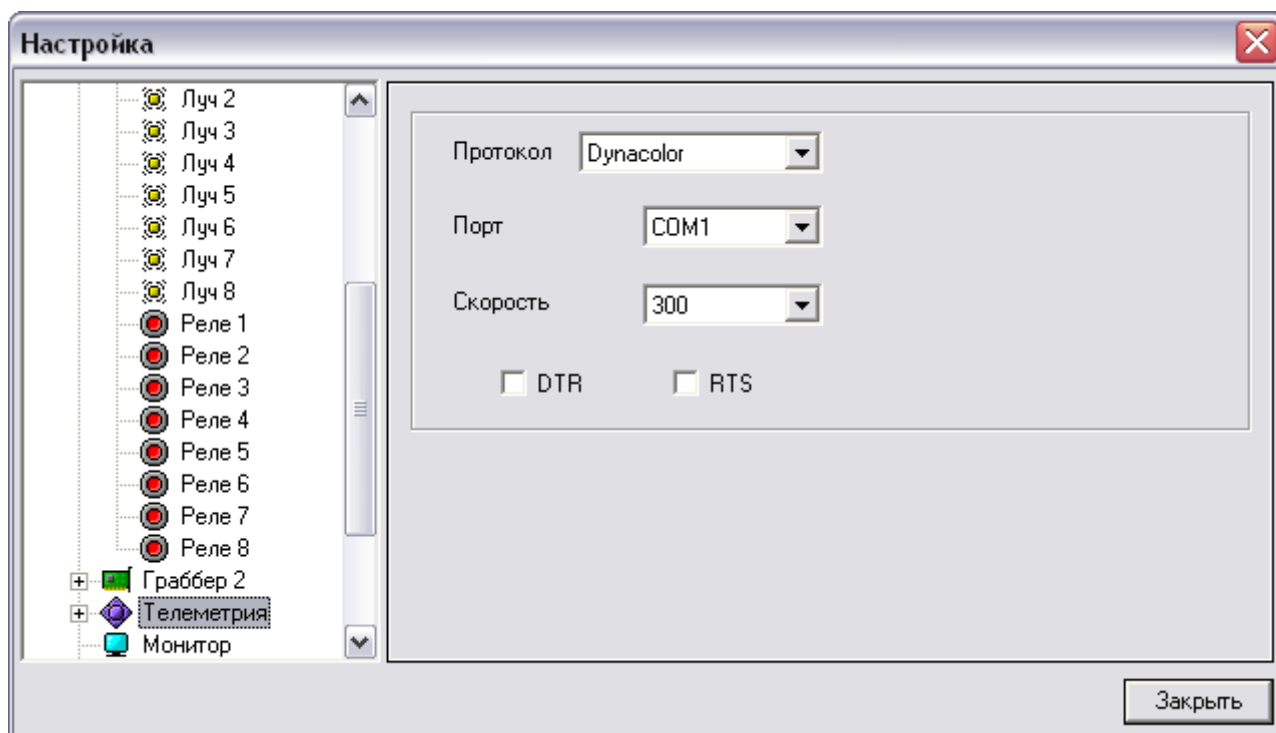 Настройка
Луч 2
Луч 3
Луч 4
Луч 5
Луч 6
Луч 7
Луч 8
Реле 1
Реле 2
Реле 3
Реле 4
Реле 5
Реле 6
Реле 7
Реле 8
Граббер 2
Телеметрия
Монитор
Протокол Dynacolor
Порт COM1
Скорость 300
DTR RTS
Закрыть